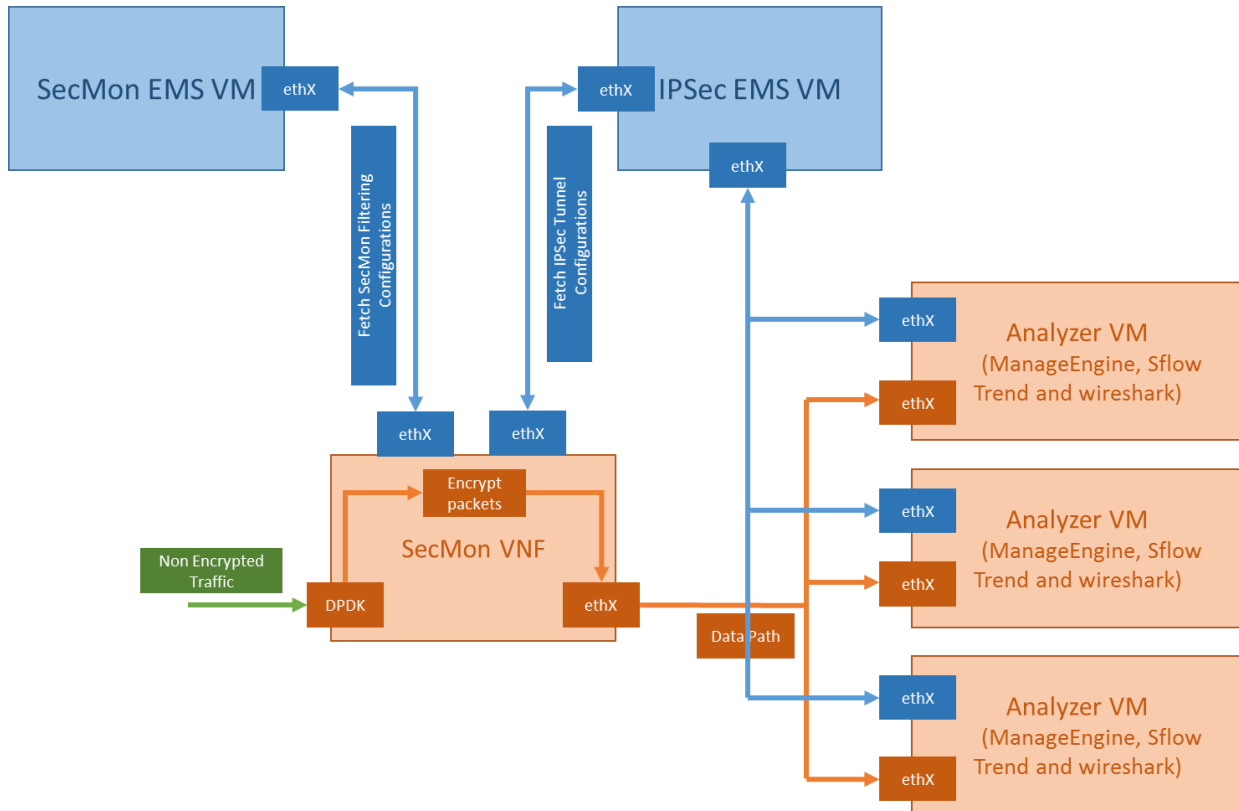 SecMon EMS VM
ethX
ethX
IPSec EMS VM
ethX
Fetch SecMon Filtering
Configurations
Fetch IPSec Tunnel
Configurations
ethX
ethX
Encrypt
packets
SecMon VNF
Non Encrypted
Traffic
DPDK
ethX
Data Path
ethX
Analyzer VM
(ManageEngine, Sflow
Trend and wireshark)
ethX
ethX
Analyzer VM
(ManageEngine, Sflow
Trend and wireshark)
ethX
ethX
Analyzer VM
(ManageEngine, Sflow
Trend and wireshark)
ethX